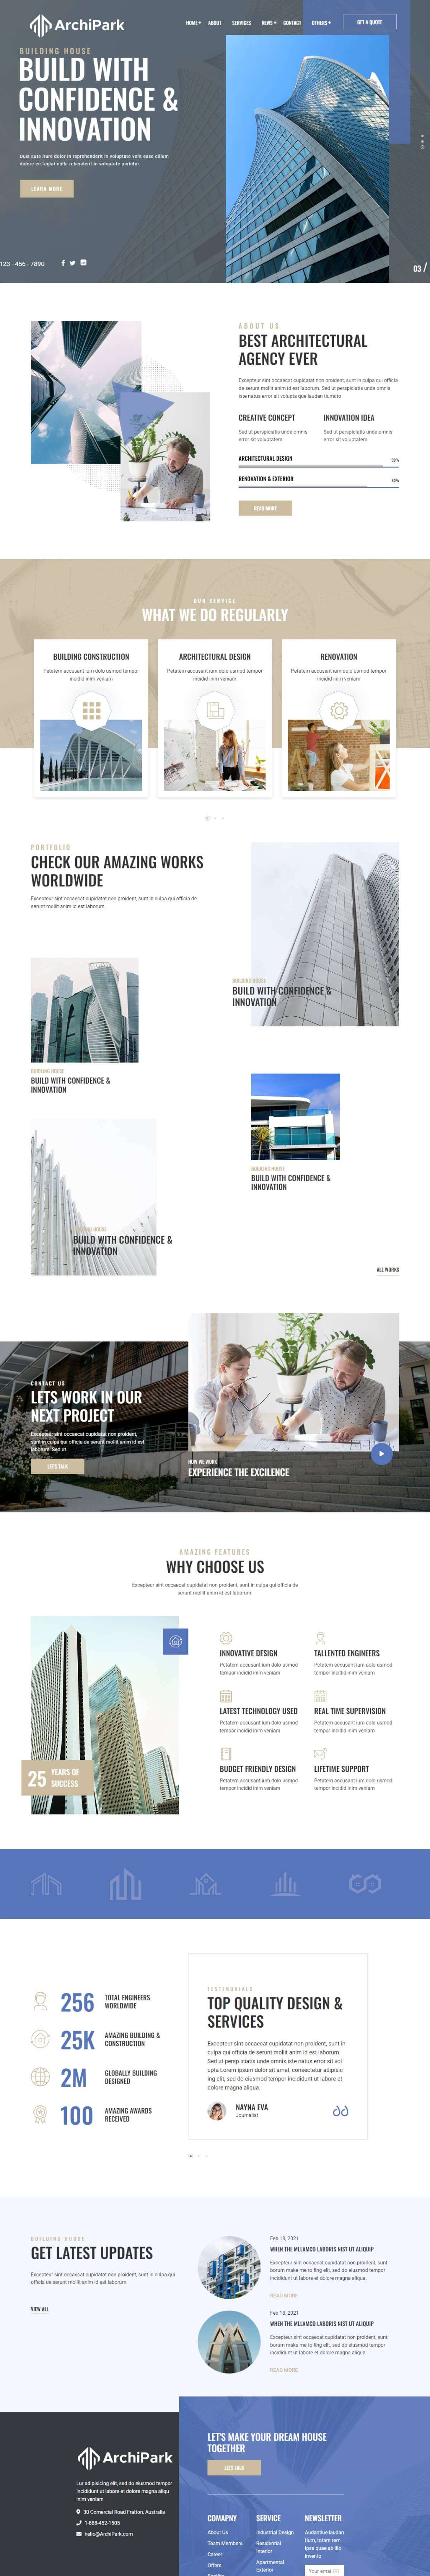 ArchiPark
HOME
ABOUT
SERVICES
NEWS
CONTACT
OTHERS
GET A QUOTE
BUILDING HOUSE
BUILD WITH
CONFIDENCE &
INNOVATION
Duis aute irure dolor in reprehenderit in voluptate velit esse cillum
dolore eu fugiat nulla rehenderit in voluptate pariatur.
LEARN MORE
123 - 456 - 7890
03 /
ABOUT US
BEST ARCHITECTURAL
AGENCY EVER
Excepteur sint occaecat cupidatat non proident, sunt in culpa qui officia
de serunt mollit anim id est laborum. Sed ut perspiciatis unde omnis
iste natus error sit volupta que laudan tiumcts
CREATIVE CONCEPT
Sed ut perspiciatis unde omnis
error sit voluptatem
INNOVATION IDEA
Sed ut perspiciatis unde omnis
error sit voluptatem
ARCHITECTURAL DESIGN
90%
RENOVATION & EXTERIOR
80%
READ MORE
OUR SERVICE
WHAT WE DO REGULARLY
BUILDING CONSTRUCTION
Petatem accusant ium dolo usmod tempor
incidid inim veniam
ARCHITECTURAL DESIGN
Petatem accusant ium dolo usmod tempor
incidid inim veniam
RENOVATION
Petatem accusant ium dolo usmod tempor
incidid inim veniam
PORTFOLIO
CHECK OUR AMAZING WORKS
WORLDWIDE
Excepteur sint occaecat cupidatat non proident, sunt in culpa qui officia de
serunt mollit anim id est laborum.
BUILDING HOUSE
BUILD WITH CONFIDENCE &
INNOVATION
BUILDING HOUSE
BUILD WITH CONFIDENCE &
INNOVATION
BUILDING HOUSE
BUILD WITH CONFIDENCE &
INNOVATION
BUILDING HOUSE
BUILD WITH CONFIDENCE &
INNOVATION
ALL WORKS
CONTACT US
LETS WORK IN OUR
NEXT PROJECT
Excepteur sint occaecat cupidatat non proident,
sunt in culpa qui officia de serunt mollit anim id est
laborum. Sed ut
LETS TALK
HOW WE WORK
EXPERIENCE THE EXCILENCE
AMAZING FEATURES
WHY CHOOSE US
Excepteur sint occaecat cupidatat non proident, sunt in culpa qui officia de
serunt mollit anim id est laborum.
25
YEARS OF
SUCCESS
INNOVATIVE DESIGN
Petatem accusant ium dolo usmod
tempor incidid inim veniam
TALLENTED ENGINEERS
Petatem accusant ium dolo usmod
tempor incidid inim veniam
LATEST TECHNOLOGY USED
Petatem accusant ium dolo usmod
tempor incidid inim veniam
REAL TIME SUPERVISION
Petatem accusant ium dolo usmod
tempor incidid inim veniam
BUDGET FRIENDLY DESIGN
Petatem accusant ium dolo usmod
tempor incidid inim veniam
LIFETIME SUPPORT
Petatem accusant ium dolo usmod
tempor incidid inim veniam
256
TOTAL ENGINEERS
WORLDWIDE
25K
AMAZING BUILDING &
CONSTRUCTION
2M
GLOBALLY BUILDING
DESIGNED
100
AMAZING AWARDS
RECEIVED
TESTIMONIALS
TOP QUALITY DESIGN &
SERVICES
Excepteur sint occaecat cupidatat non proident, sunt in
culpa qui officia de serunt mollit anim id est laborum.
Sed ut persp iciatis unde omnis iste natus error sit vol
upta Lorem ipsum dolor sit amet, consectetur adipisic
ing elit, sed do eiusmod tempor incididunt ut labore et
dolore magna aliqua.
NAYNA EVA
Journalist
BUILDING HOUSE
GET LATEST UPDATES
Excepteur sint occaecat cupidatat non proident, sunt in culpa qui
officia de serunt mollit anim id est laborum.
VIEW ALL
Feb 18, 2021
WHEN THE MLLAMCO LABORIS NIST UT ALIQUIP
Excepteur sint occaecat cupidatat non proident, sunt
borum make me to fing elit, sed do eiusmod tempor
incididunt ut labore et dolore magna aliqua.
READ MORE
Feb 18, 2021
WHEN THE MLLAMCO LABORIS NIST UT ALIQUIP
Excepteur sint occaecat cupidatat non proident, sunt
borum make me to fing elit, sed do eiusmod tempor
incididunt ut labore et dolore magna aliqua.
READ MORE
LET'S MAKE YOUR DREAM HOUSE
TOGETHER
LETS TALK
ArchiPark
Lur adipisicing elit, sed do eiusmod tempor
incididunt ut labore et dolore magna aliqu
inim veniam
30 Comercial Road Fratton, Australia
1-888-452-1505
hello@ArchiPark.com
COMAPNY
About Us
Team Members
Career
Offers
SERVICE
Industrial Design
Residential
Interior
Apartmental
Exterior
NEWSLETTER
Audantiue laudan
tium, totam rem
ipsa quae ab illo
invento
Your email